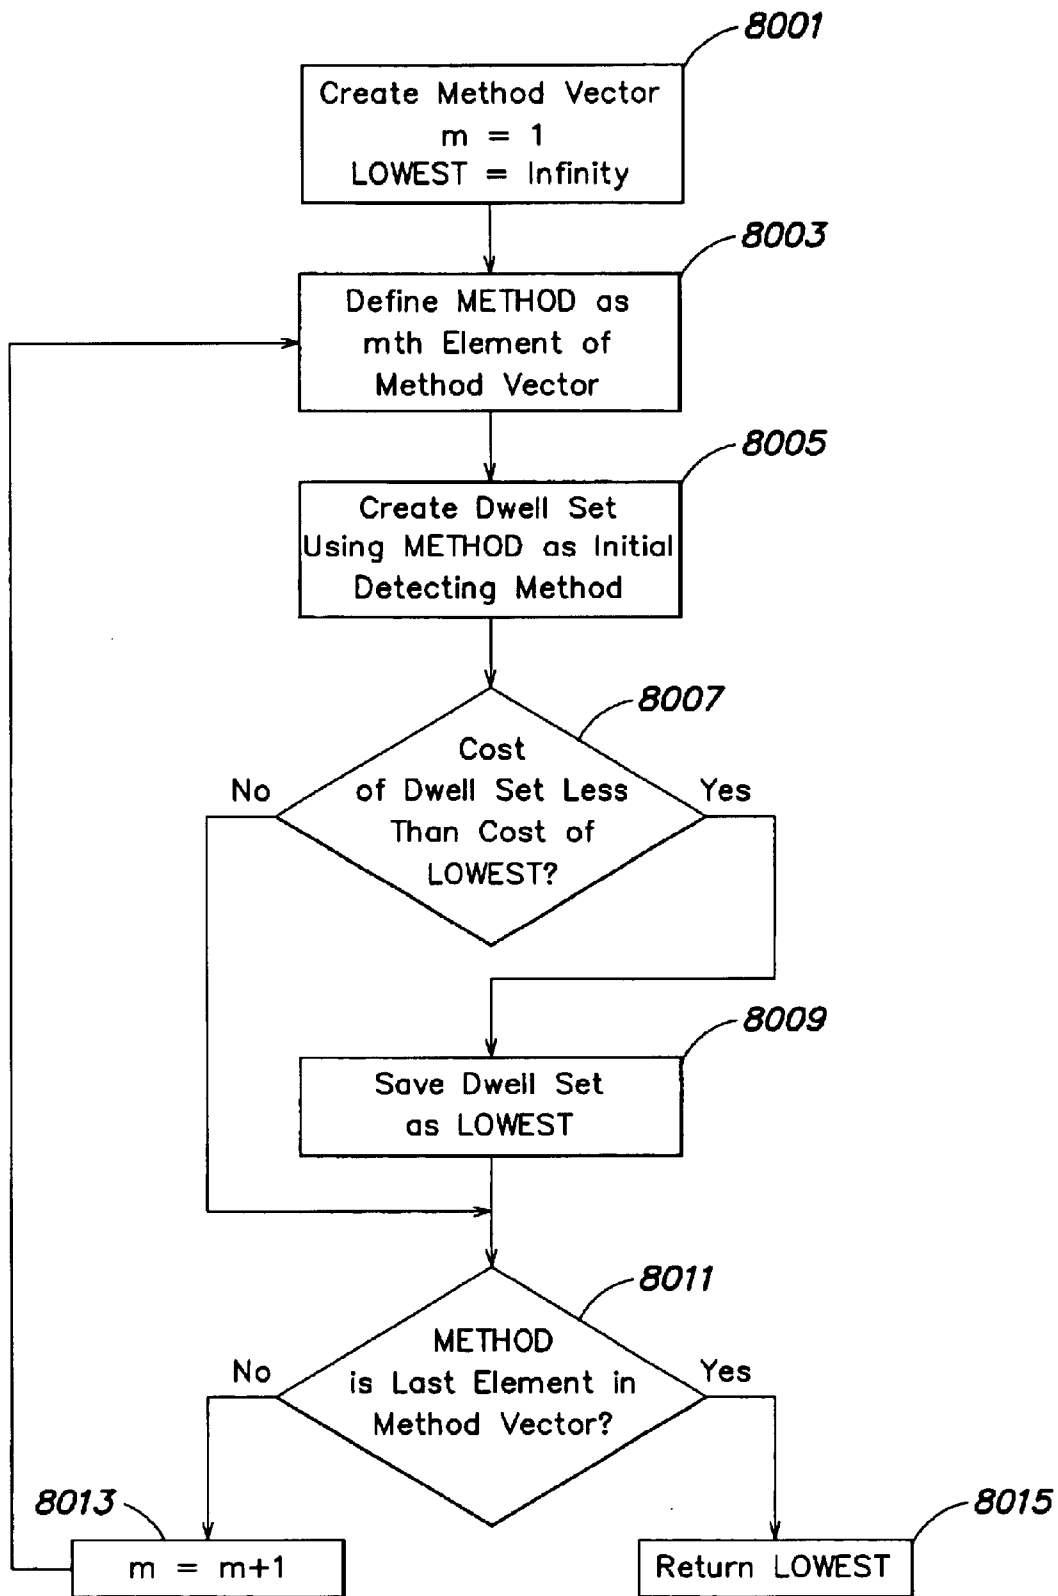 8001
Create Method Vector
m = 1
LOWEST = Infinity
8003
Define METHOD as
mth Element of
Method Vector
8005
Create Dwell Set
Using METHOD as Initial
Detecting Method
8007
Cost
of Dwell Set Less
Than Cost of
LOWEST?
No
Yes
8009
Save Dwell Set
as LOWEST
8011
METHOD
is Last Element in
Method Vector?
No
Yes
8013
m = m+1
8015
Return LOWEST